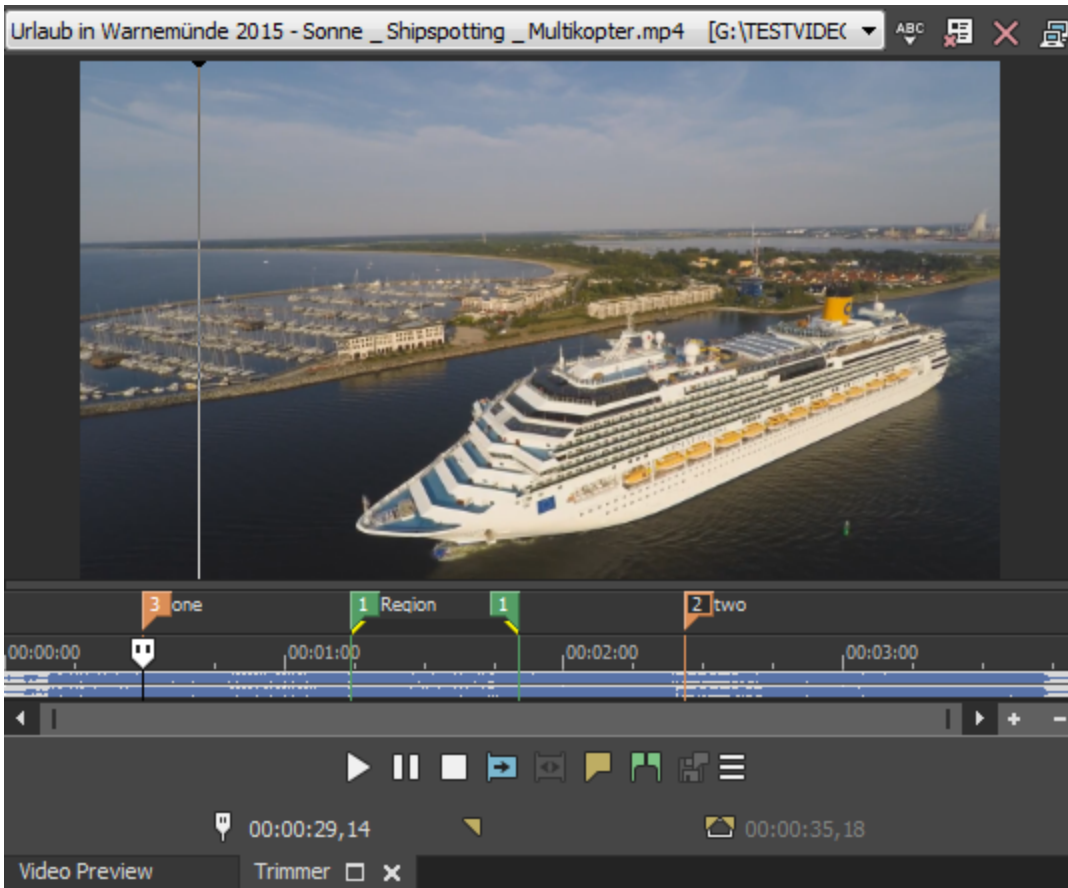 Urlaub in Warnemünde 2015 - Sonne _ Shipspotting _ Multikopter.mp4 [G:\TESTVIDE(
ABC
3 one 1 Region 1 2 two
00:00:00 00:01:00 00:02:00 00:03:00
00:00:29,14 00:00:35,18
Video Preview Trimmer